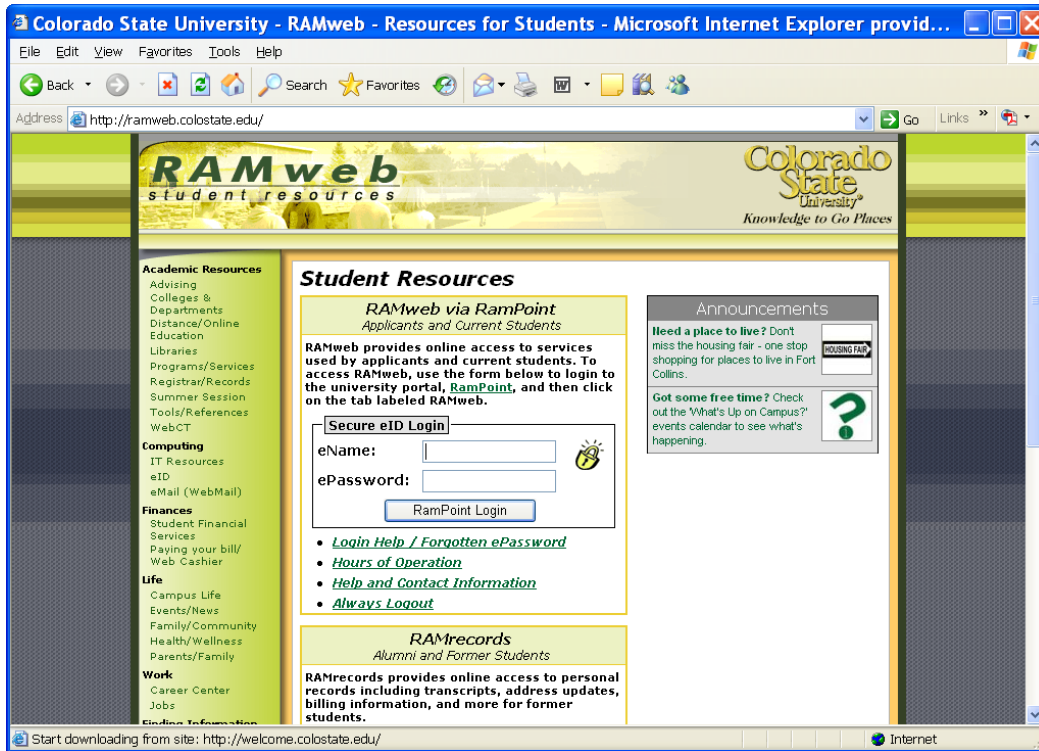 Colorado State University - RAMweb - Resources for Students - Microsoft Internet Explorer provid...
File Edit View Favorites Tools Help
Back Search Favorites
Address http://ramweb.colostate.edu/ Go Links »
RAMweb
student resources
Colorado
State
University®
Knowledge to Go Places
Academic Resources
Advising
Colleges &
Departments
Distance/Online
Education
Libraries
Programs/Services
Registrar/Records
Summer Session
Tools/References
WebCT
Computing
IT Resources
eID
eMail (WebMail)
Finances
Student Financial
Services
Paying your bill/
Web Cashier
Life
Campus Life
Events/News
Family/Community
Health/Wellness
Parents/Family
Work
Career Center
Jobs
Finding Information
Student Resources
RAMweb via RamPoint
Applicants and Current Students
RAMweb provides online access to services
used by applicants and current students. To
access RAMweb, use the form below to login to
the university portal, RamPoint, and then click
on the tab labeled RAMweb.
Secure eID Login
eName:
ePassword:
RamPoint Login
• Login Help / Forgotten ePassword
• Hours of Operation
• Help and Contact Information
• Always Logout
RAMrecords
Alumni and Former Students
RAMrecords provides online access to personal
records including transcripts, address updates,
billing information, and more for former
students.
Announcements
Need a place to live? Don't
miss the housing fair - one stop
shopping for places to live in Fort
Collins.
HOUSING FAIR
Got some free time? Check
out the 'What's Up on Campus?'
events calendar to see what's
happening.
?
Start downloading from site: http://welcome.colostate.edu/ Internet